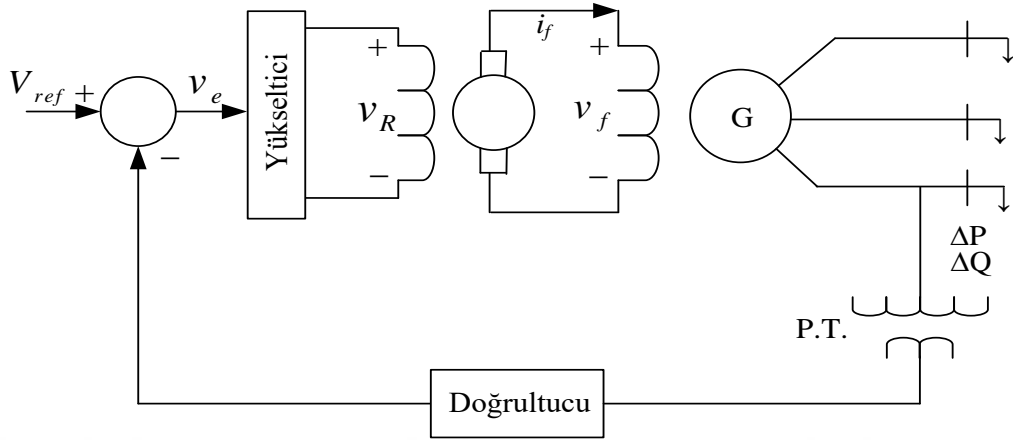 V_ref
+
−
v_e
Yükseltici
+
v_R
−
i_f
+
v_f
−
G
ΔP
ΔQ
P.T.
Doğrultucu